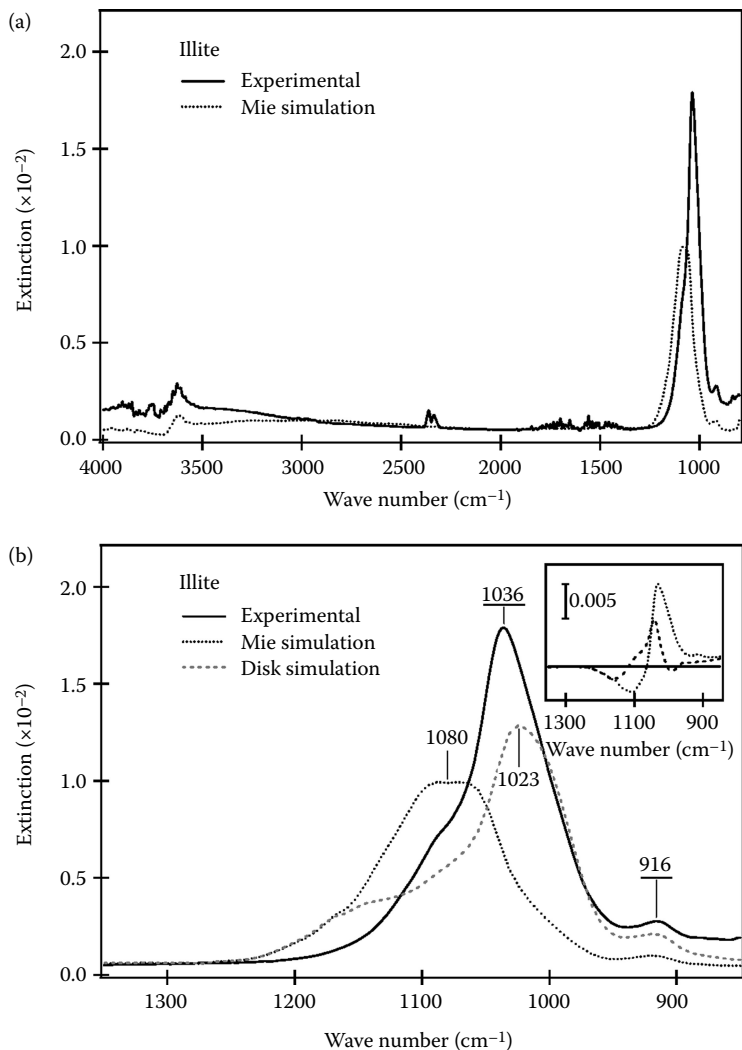 (a)
Illite
Experimental
Mie simulation
2.0
1.5
1.0
0.5
0.0
Extinction (×10⁻²)
4000 3500 3000 2500 2000 1500 1000
Wave number (cm⁻¹)
(b)
Illite
Experimental
Mie simulation
Disk simulation
2.0
1.5
1.0
0.5
0.0
Extinction (×10⁻²)
1036
1080
1023
916
0.005
1300 1100 900
Wave number (cm⁻¹)
1300 1200 1100 1000 900
Wave number (cm⁻¹)